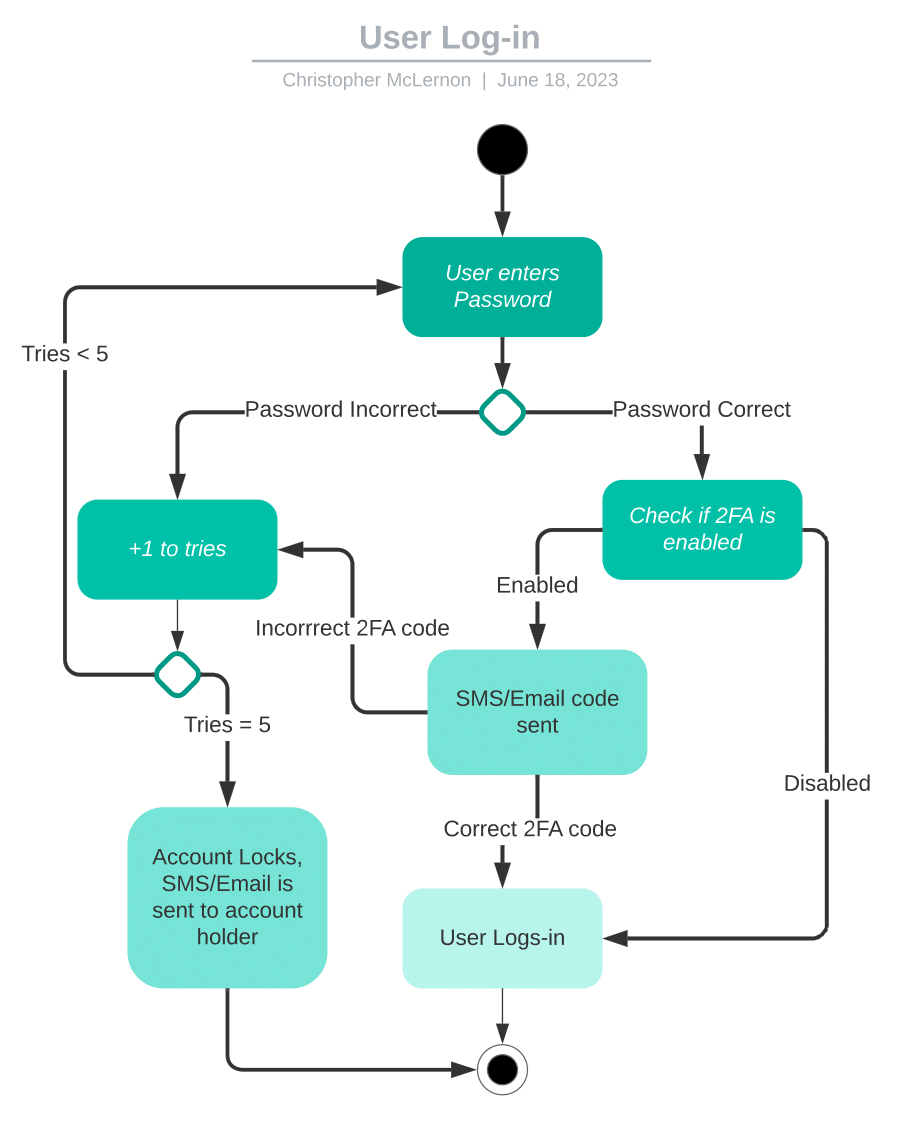 User Log-in
Christopher McLernon | June 18, 2023
User enters
Password
Tries < 5
Password Incorrect
Password Correct
+1 to tries
Check if 2FA is
enabled
Enabled
Incorrrect 2FA code
SMS/Email code
sent
Tries = 5
Disabled
Correct 2FA code
Account Locks,
SMS/Email is
sent to account
holder
User Logs-in